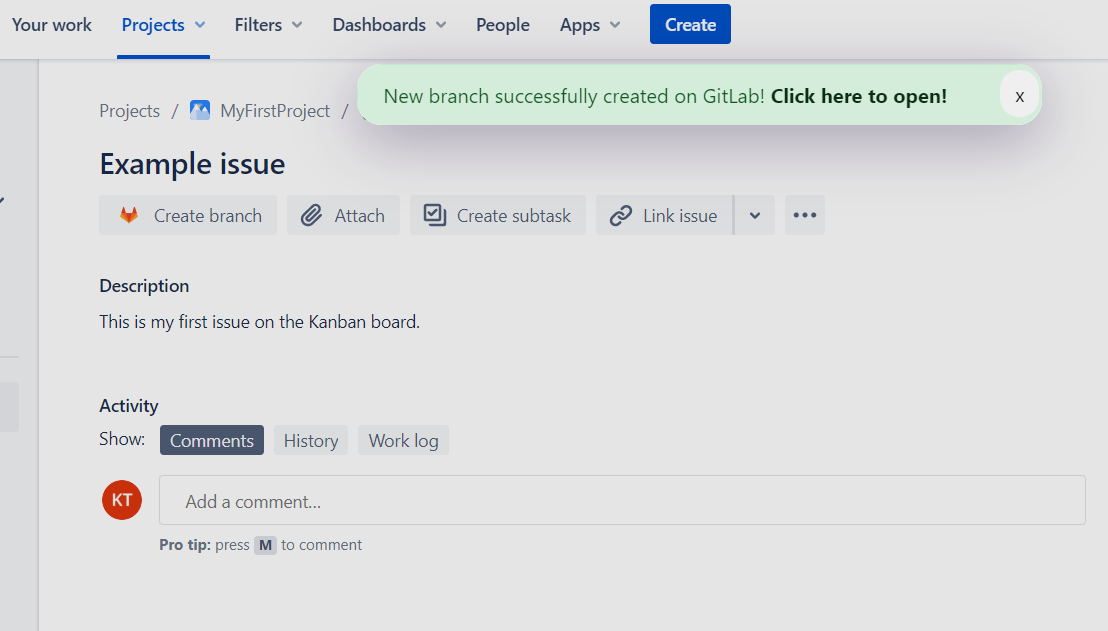 Your work Projects Filters Dashboards People Apps Create
New branch successfully created on GitLab! Click here to open! x
Projects / MyFirstProject /
Example issue
Create branch Attach Create subtask Link issue
Description
This is my first issue on the Kanban board.
Activity
Show: Comments History Work log
KT Add a comment...
Pro tip: press M to comment